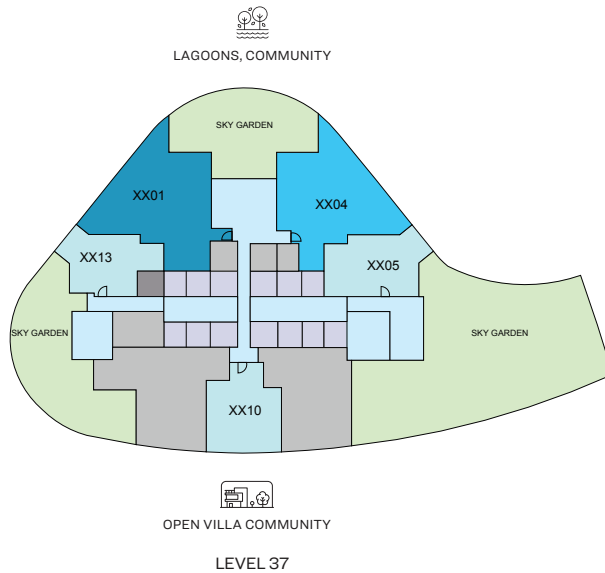 LAGOONS, COMMUNITY
SKY GARDEN
XX01
XX04
XX13
XX05
SKY GARDEN
SKY GARDEN
XX10
OPEN VILLA COMMUNITY
LEVEL 37